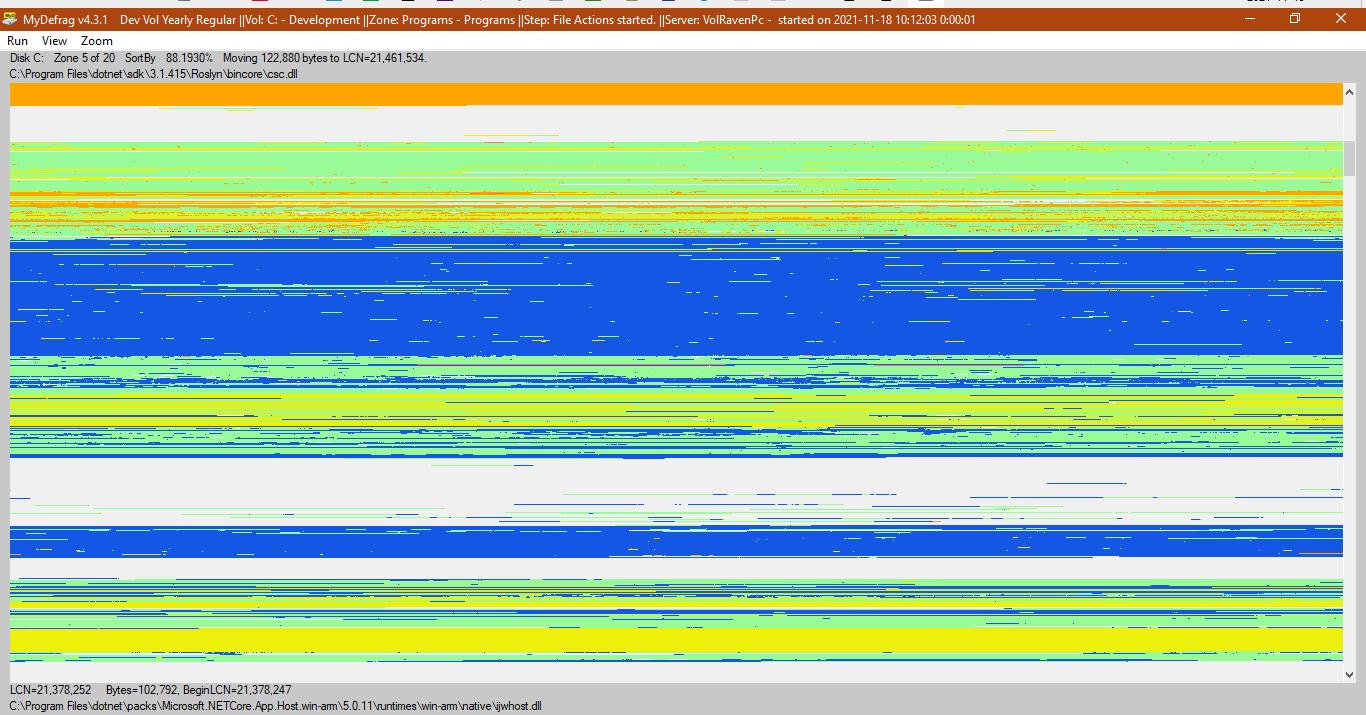 MyDefrag v4.3.1 Dev Vol Yearly Regular ||Vol: C: - Development ||Zone: Programs - Programs ||Step: File Actions started. ||Server: VolRavenPc - started on 2021-11-18 10:12:03 0:00:01
Run View Zoom
Disk C: Zone 5 of 20 SortBy 88.1930% Moving 122,880 bytes to LCN=21,461,534.
C:\Program Files\dotnet\sdk\3.1.415\Roslyn\bincore\csc.dll
LCN=21,378,252 Bytes=102,792, BeginLCN=21,378,247
C:\Program Files\dotnet\packs\Microsoft.NETCore.App.Host.win-arm\5.0.11\runtimes\win-arm\native\ijwhost.dll